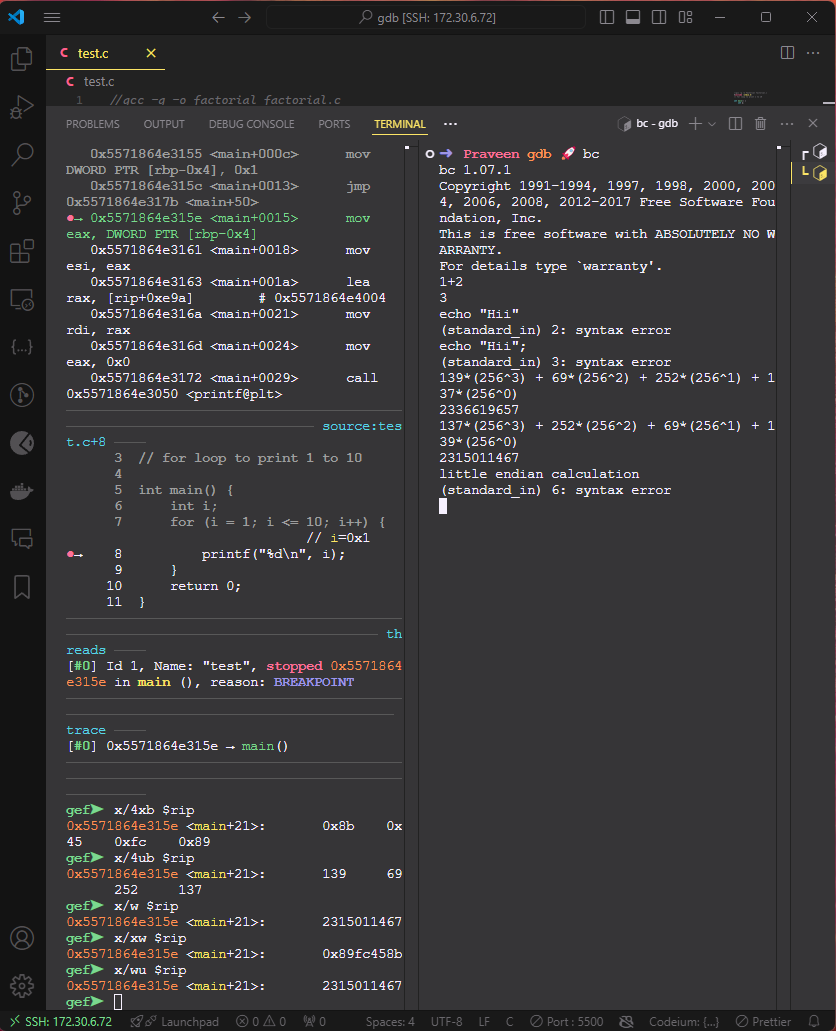 gdb [SSH: 172.30.6.72]
C test.c
C test.c
1 //gcc -g -o factorial factorial.c
PROBLEMS OUTPUT DEBUG CONSOLE PORTS TERMINAL ... bc - gdb
0x5571864e3155 <main+000c> mov
DWORD PTR [rbp-0x4], 0x1
0x5571864e315c <main+0013> jmp
0x5571864e317b <main+50>
●→ 0x5571864e315e <main+0015> mov
eax, DWORD PTR [rbp-0x4]
0x5571864e3161 <main+0018> mov
esi, eax
0x5571864e3163 <main+001a> lea
rax, [rip+0xe9a] # 0x5571864e4004
0x5571864e316a <main+0021> mov
rdi, rax
0x5571864e316d <main+0024> mov
eax, 0x0
0x5571864e3172 <main+0029> call
0x5571864e3050 <printf@plt>
source:tes
t.c+8
3 // for loop to print 1 to 10
4
5 int main() {
6 int i;
7 for (i = 1; i <= 10; i++) {
// i=0x1
●→ 8 printf("%d\n", i);
9 }
10 return 0;
11 }
th
reads
[#0] Id 1, Name: "test", stopped 0x5571864
e315e in main (), reason: BREAKPOINT
trace
[#0] 0x5571864e315e → main()
gef➤ x/4xb $rip
0x5571864e315e <main+21>: 0x8b 0x
45 0xfc 0x89
gef➤ x/4ub $rip
0x5571864e315e <main+21>: 139 69
252 137
gef➤ x/w $rip
0x5571864e315e <main+21>: 2315011467
gef➤ x/xw $rip
0x5571864e315e <main+21>: 0x89fc458b
gef➤ x/wu $rip
0x5571864e315e <main+21>: 2315011467
gef➤
➜ Praveen gdb 🚀 bc
bc 1.07.1
Copyright 1991-1994, 1997, 1998, 2000, 200
4, 2006, 2008, 2012-2017 Free Software Fou
ndation, Inc.
This is free software with ABSOLUTELY NO W
ARRANTY.
For details type `warranty'.
1+2
3
echo "Hii"
(standard_in) 2: syntax error
echo "Hii";
(standard_in) 3: syntax error
139*(256^3) + 69*(256^2) + 252*(256^1) + 1
37*(256^0)
2336619657
137*(256^3) + 252*(256^2) + 69*(256^1) + 1
39*(256^0)
2315011467
little endian calculation
(standard_in) 6: syntax error
SSH: 172.30.6.72 Launchpad 0 0 0 Spaces: 4 UTF-8 LF C Port : 5500 Codeium: {...} Prettier